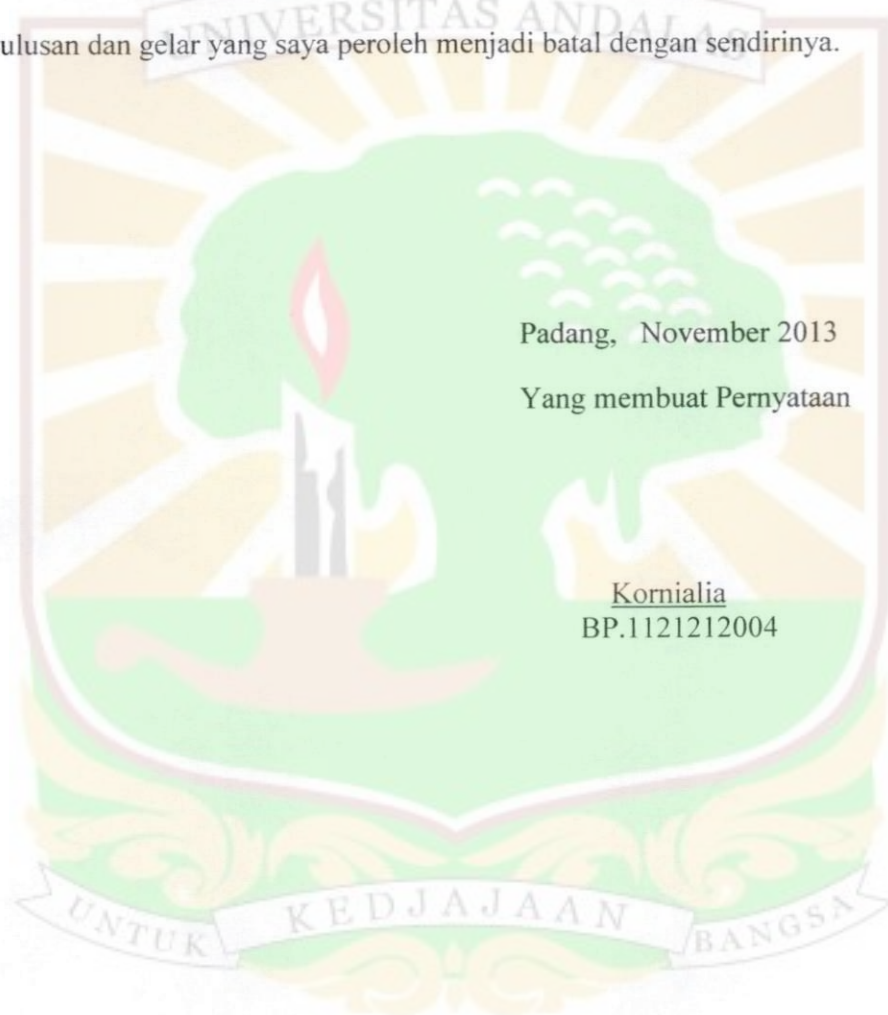 UNIVERSITAS ANDALAS
ulusan dan gelar yang saya peroleh menjadi batal dengan sendirinya.
Padang, November 2013
Yang membuat Pernyataan
Kornialia
BP.1121212004
UNTUK KEDJAJAAN BANGSA